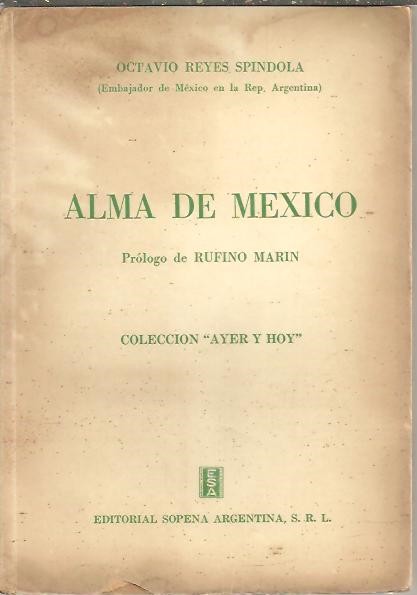 OCTAVIO REYES SPINDOLA
(Embajador de México en la Rep. Argentina)
ALMA DE MEXICO
Prólogo de RUFINO MARIN
COLECCION "AYER Y HOY"
ESA
EDITORIAL SOPENA ARGENTINA, S. R. L.